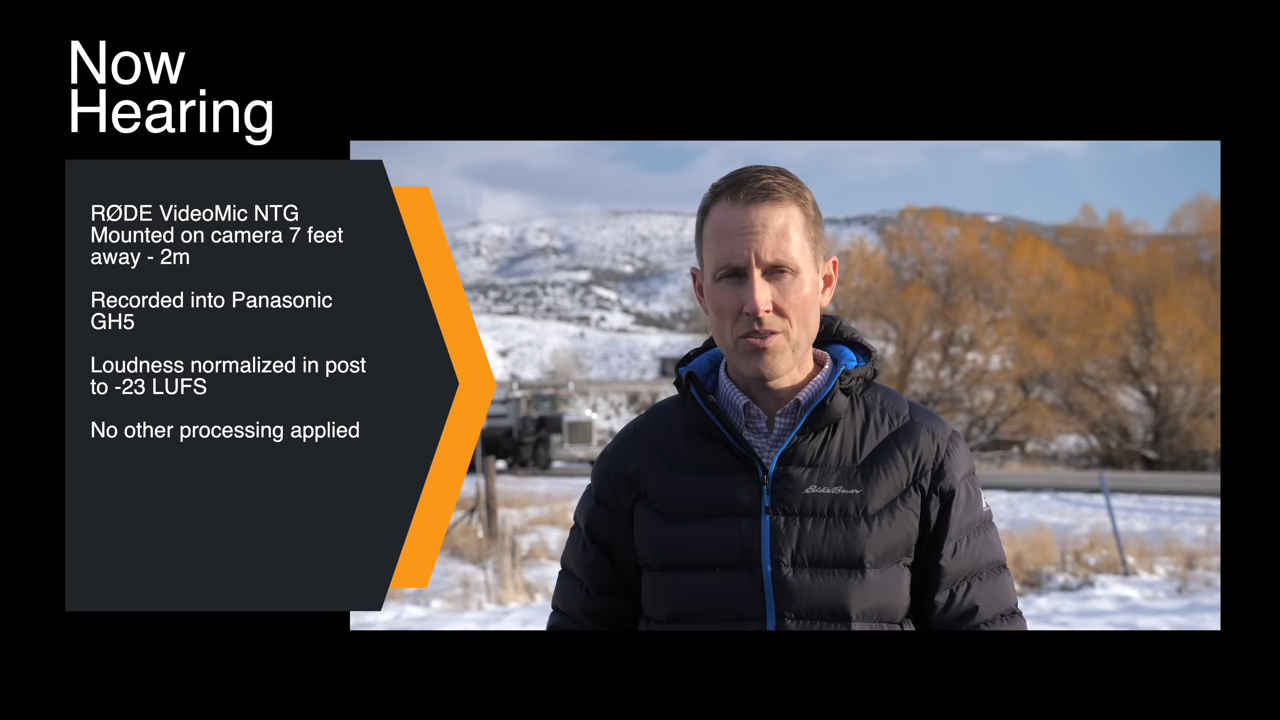 Now
Hearing
RØDE VideoMic NTG
Mounted on camera 7 feet
away - 2m
Recorded into Panasonic
GH5
Loudness normalized in post
to -23 LUFS
No other processing applied
Eddie Bauer